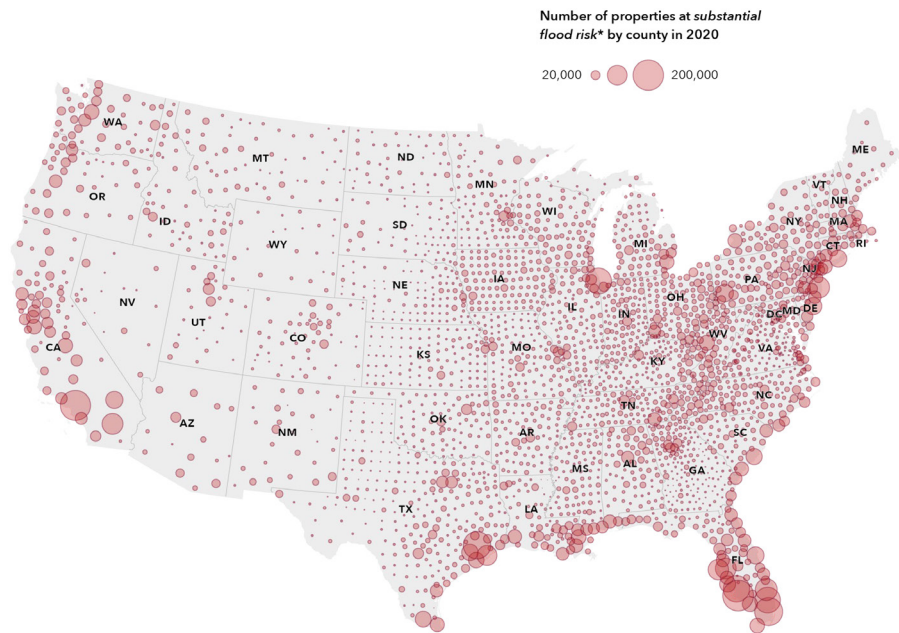 Number of properties at substantial
flood risk* by county in 2020
20,000 200,000
WA
ME
MT
ND
VT
MN
NH
OR
ID
WI
NY
MA
SD
MI
CT
RI
WY
NJ
IA
PA
NE
OH
NV
IL
IN
DC
MD
DE
UT
WV
CO
CA
KS
MO
VA
KY
NC
TN
OK
AZ
NM
AR
SC
AL
MS
GA
TX
LA
FL